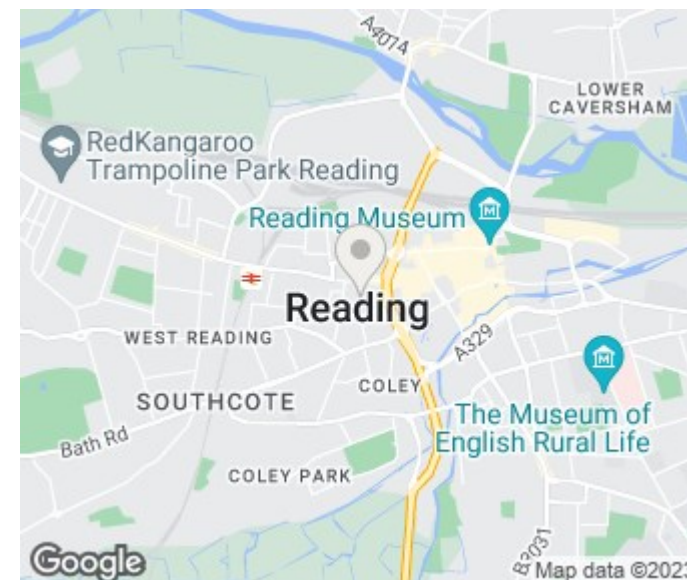 A4074
LOWER
CAVERSHAM
RedKangaroo
Trampoline Park Reading
Reading Museum
Reading
WEST READING
A329
COLEY
SOUTHCOTE
The Museum of
English Rural Life
Bath Rd
COLEY PARK
B3031
Google
Map data ©2023